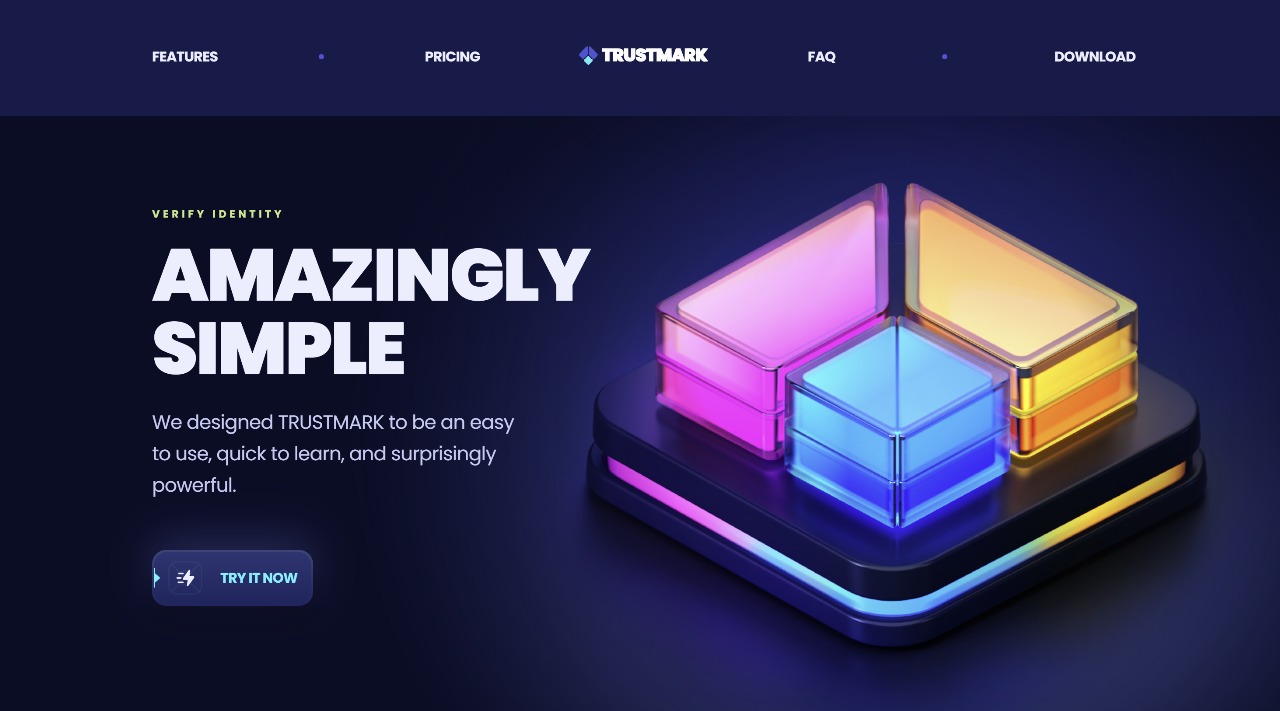 FEATURES
PRICING
TRUSTMARK
FAQ
DOWNLOAD
VERIFY IDENTITY
AMAZINGLY
SIMPLE
We designed TRUSTMARK to be an easy
to use, quick to learn, and surprisingly
powerful.
TRY IT NOW